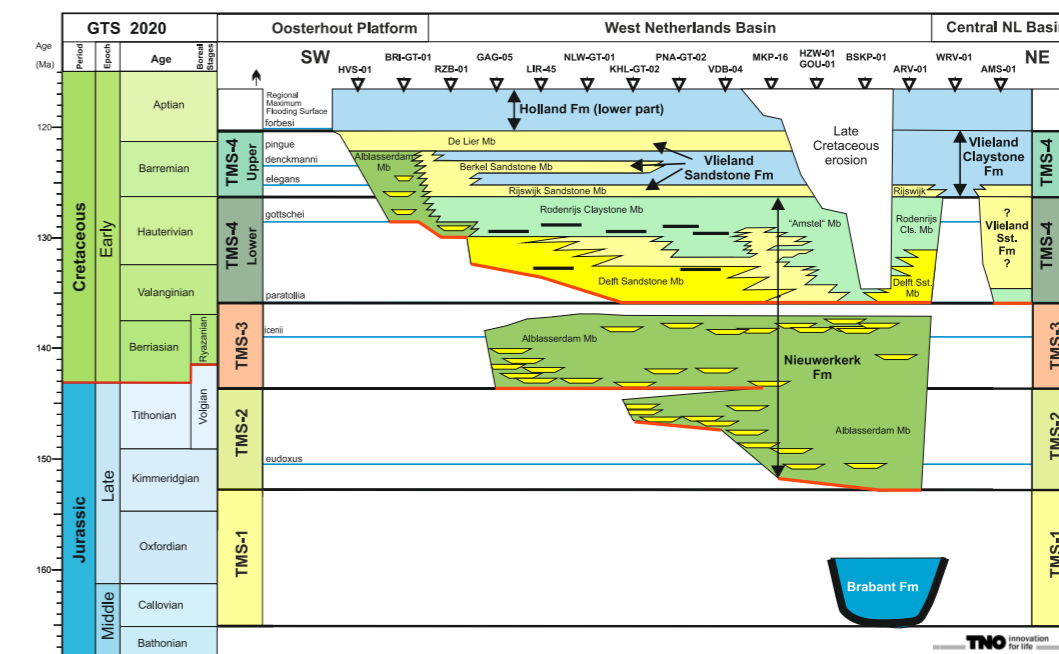 GTS 2020
Oosterhout Platform
West Netherlands Basin
Central NL Basin
Age
(Ma)
Period
Epoch
Age
Boreal
Stages
SW
HVS-01
BRI-GT-01
RZB-01
GAG-05
LIR-45
NLW-GT-01
KHL-GT-02
PNA-GT-02
VDB-04
MKP-16
HZW-01
GOU-01
BSKP-01
ARV-01
WRV-01
AMS-01
NE
Regional
Maximum
Flooding Surface
forbesi
Aptian
Holland Fm (lower part)
Late
Cretaceous
erosion
120
pingue
denckmanni
elegans
Barremian
TMS-4
Upper
Alblasserdam
Mb
De Lier Mb
Berkel Sandstone Mb
Rijswijk Sandstone Mb
Vlieland
Sandstone Fm
Vlieland
Claystone
Fm
Rijswijk
TMS-4
gottschei
Hauterivian
TMS-4
Lower
Rodenrijs Claystone Mb
"Amstel" Mb
Rodenrijs
Cls. Mb
?
Vlieland
Sst.
Fm
?
130
Cretaceous
Early
Valanginian
Delft Sandstone Mb
Delft Sst.
Mb
TMS-4
paratollia
icenii
Berriasian
Ryazanian
TMS-3
Alblasserdam Mb
Nieuwerkerk
Fm
TMS-3
140
Tithonian
Volgian
TMS-2
Alblasserdam Mb
TMS-2
150
eudoxus
Kimmeridgian
Jurassic
Late
Oxfordian
TMS-1
TMS-1
160
Middle
Callovian
Brabant Fm
Bathonian
TNO innovation
for life